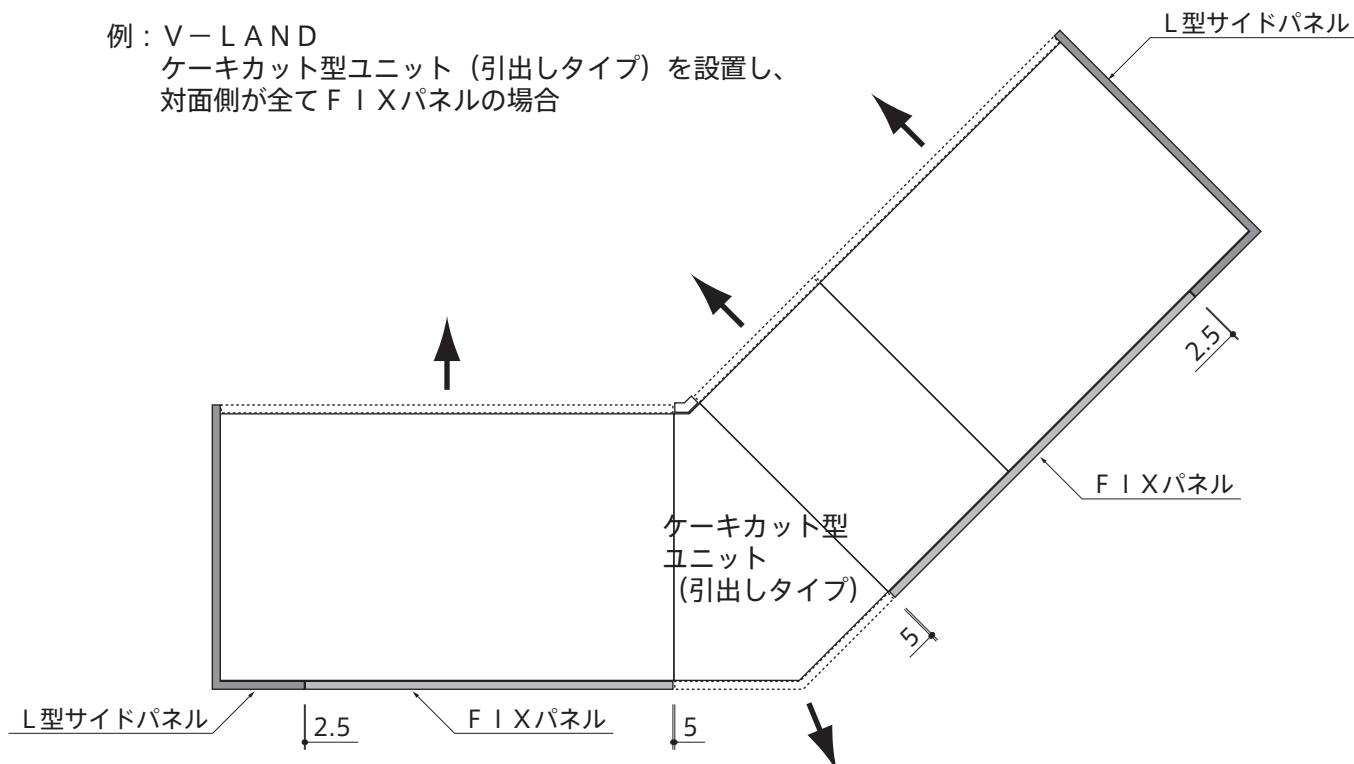 例：Ｖ－ＬＡＮＤ
ケーキカット型ユニット（引出しタイプ）を設置し、
対面側が全てＦＩＸパネルの場合
Ｌ型サイドパネル
2.5
ＦＩＸパネル
ケーキカット型
ユニット
（引出しタイプ）
5
Ｌ型サイドパネル
2.5
ＦＩＸパネル
5